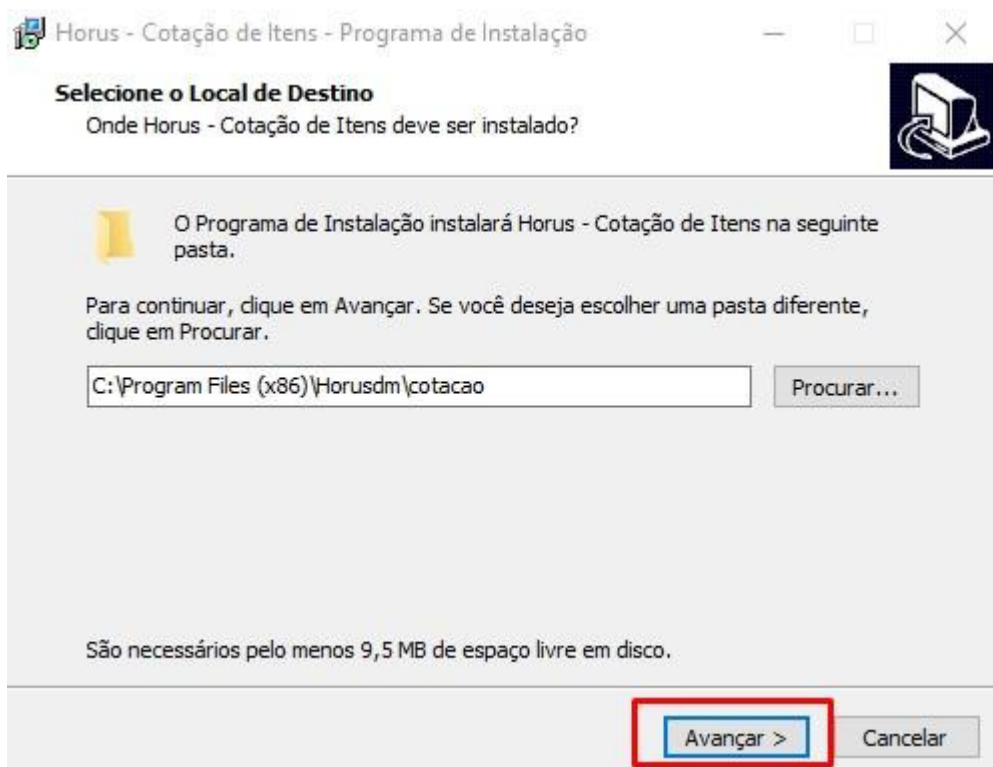 Horus - Cotação de Itens - Programa de Instalação
Selecione o Local de Destino
Onde Horus - Cotação de Itens deve ser instalado?
O Programa de Instalação instalará Horus - Cotação de Itens na seguinte
pasta.
Para continuar, clique em Avançar. Se você deseja escolher uma pasta diferente,
clique em Procurar.
C:\Program Files (x86)\Horusdm\cotacao
Procurar...
São necessários pelo menos 9,5 MB de espaço livre em disco.
Avançar >
Cancelar